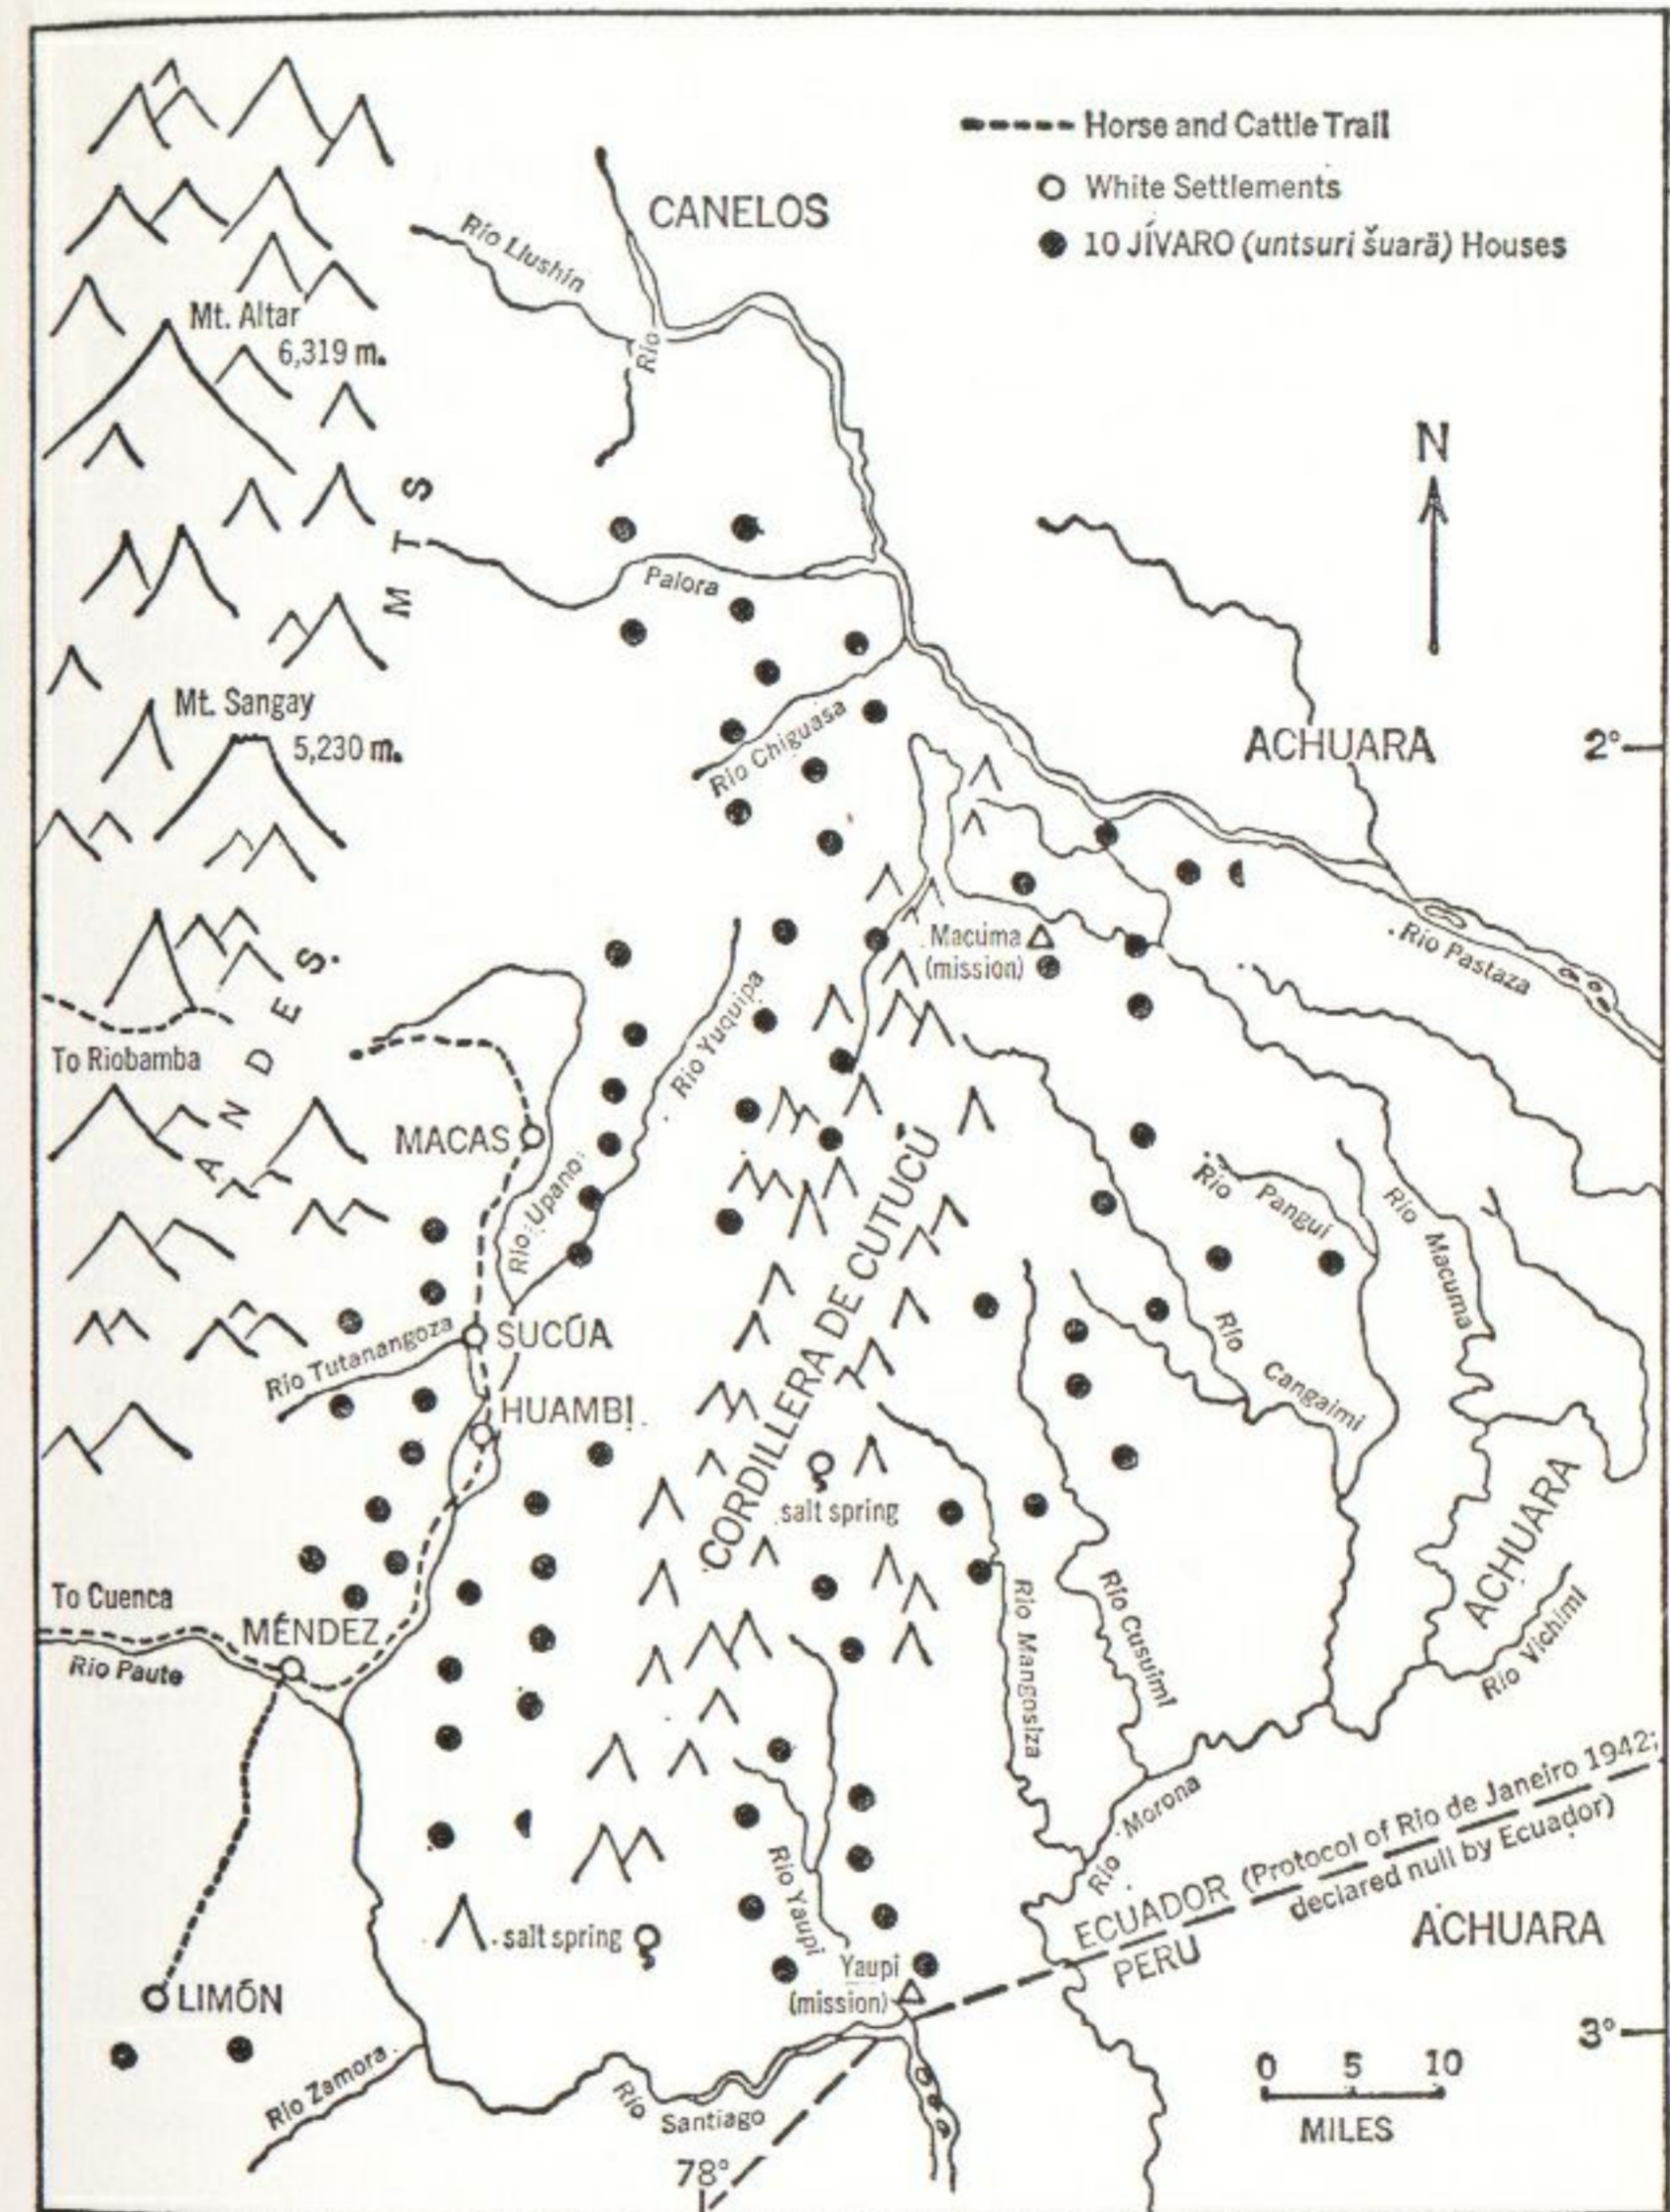 Horse and Cattle Trail
White Settlements
10 JÍVARO (untsuri šuarä) Houses
CANELOS
Río Llushín
Río
Mt. Altar
6,319 m.
N
MTS
Palora
Mt. Sangay
5,230 m.
Río Chiguasa
ACHUARA
2°
Macuma
(mission)
Río Pastaza
ANDES.
To Riobamba
Río Yuquipa
MACAS
Río Upano
CORDILLERA DE CUTUCÚ
Río Pangui
Río Macuma
SUCÚA
Río Tutanangoza
HUAMBI
Río Cangaimi
salt spring
ACHUARA
To Cuenca
MÉNDEZ
Río Paute
Río Mangosiza
Río Cusuimi
Río Vichimi
Río Morona
ECUADOR (Protocol of Río de Janeiro 1942;
declared null by Ecuador)
PERU
ACHUARA
Río Yaupi
salt spring
Yaupi
(mission)
LIMÓN
Río Zamora
Río Santiago
3°
0 5 10
MILES
78°